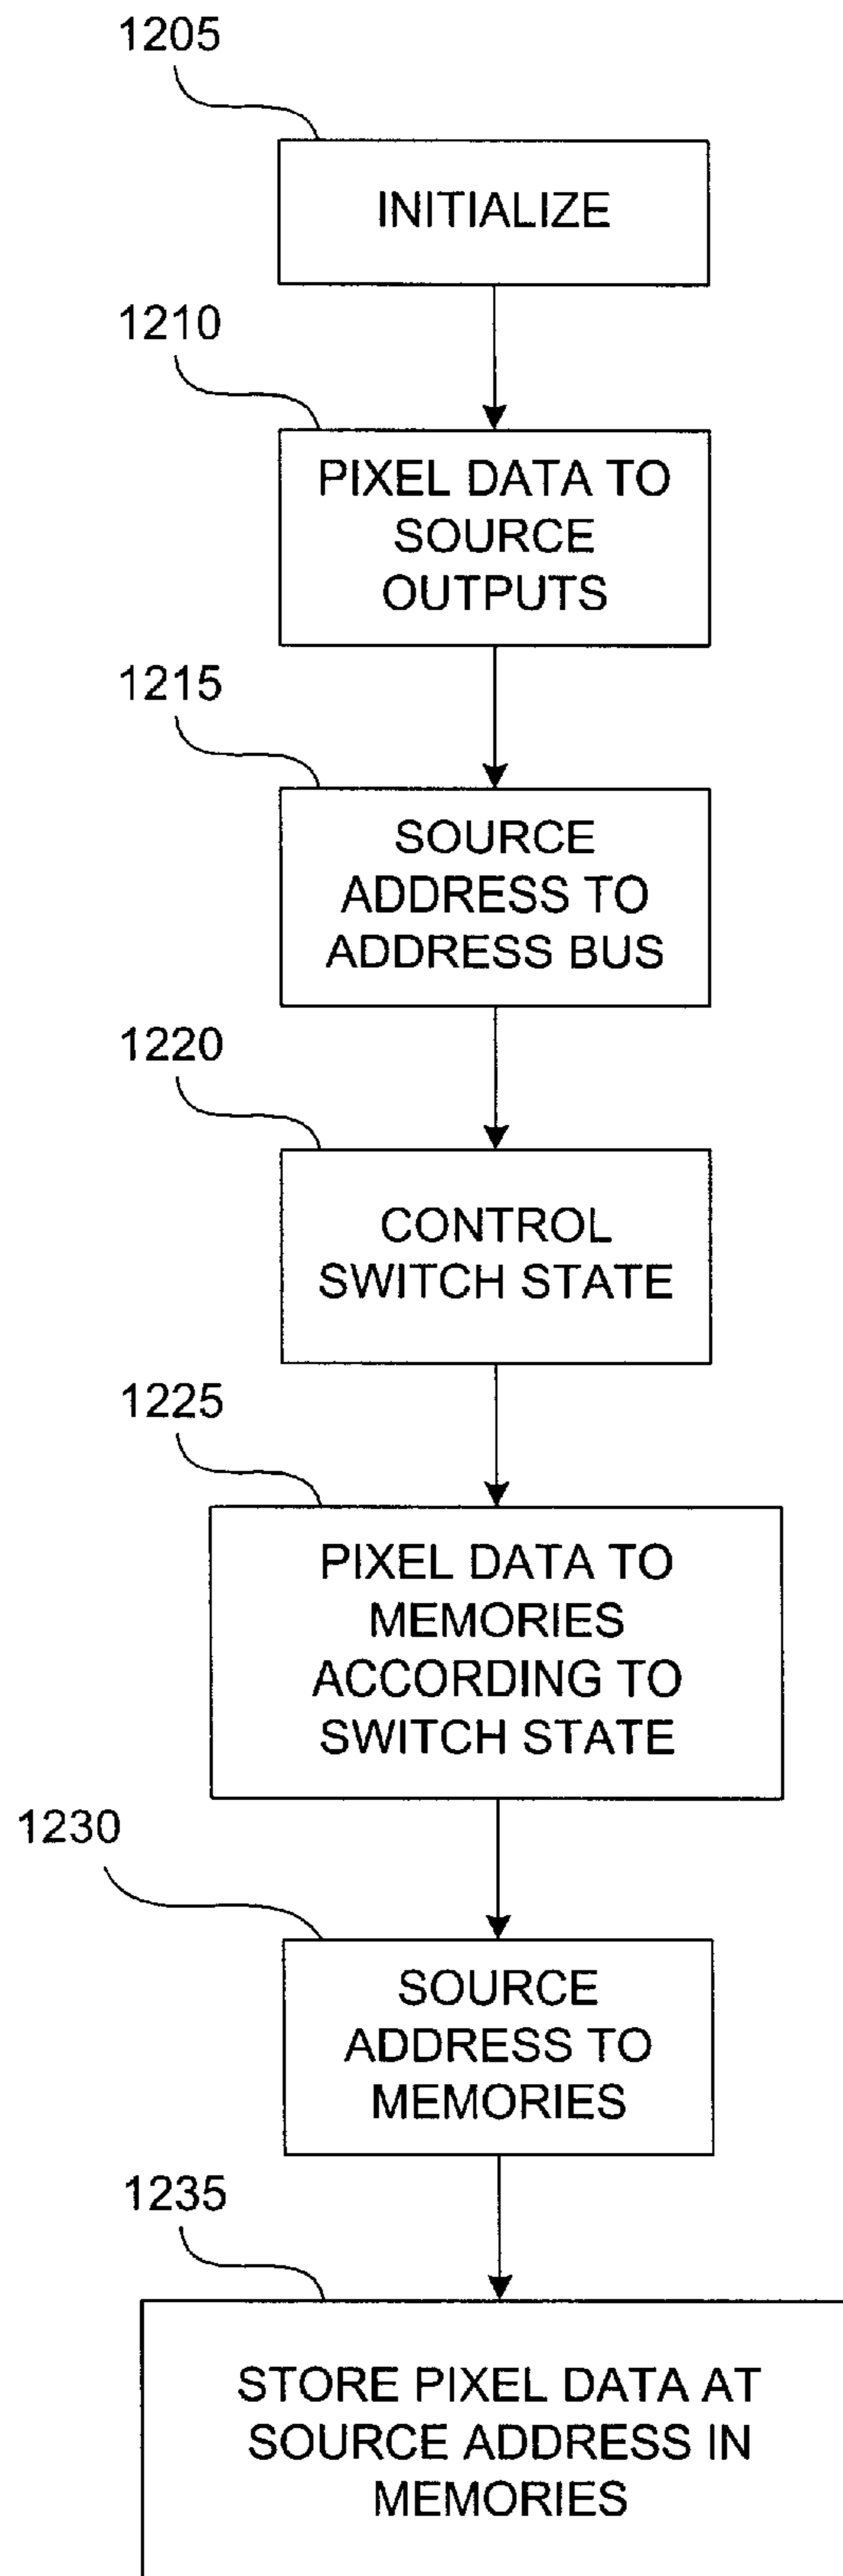 1205
INITIALIZE
1210
PIXEL DATA TO
SOURCE
OUTPUTS
1215
SOURCE
ADDRESS TO
ADDRESS BUS
1220
CONTROL
SWITCH STATE
1225
PIXEL DATA TO
MEMORIES
ACCORDING TO
SWITCH STATE
1230
SOURCE
ADDRESS TO
MEMORIES
1235
STORE PIXEL DATA AT
SOURCE ADDRESS IN
MEMORIES